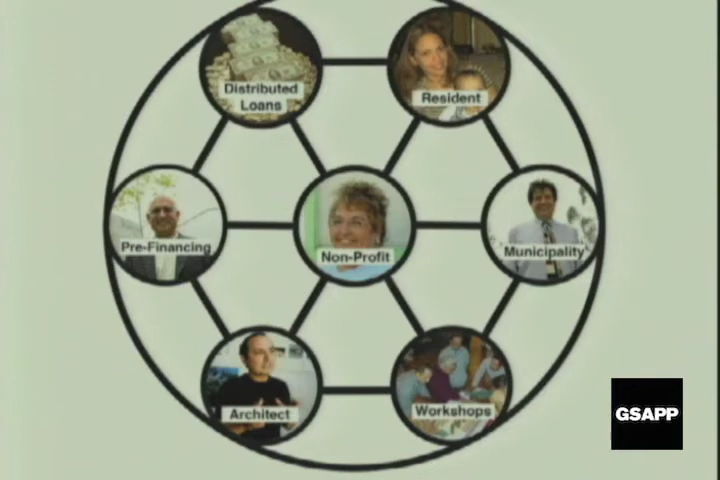 Distributed
Loans
Resident
Pre-Financing
Non-Profit
Municipality
Architect
Workshops
GSAPP